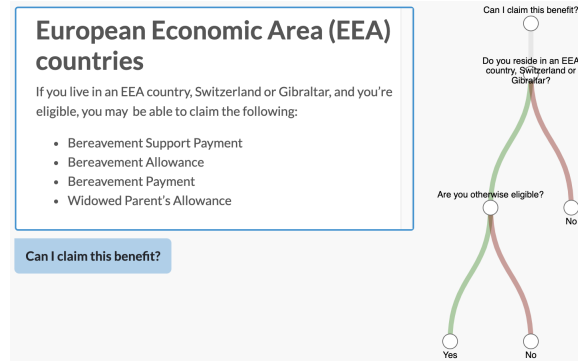 European Economic Area (EEA)
countries
If you live in an EEA country, Switzerland or Gibraltar, and you're
eligible, you may be able to claim the following:
• Bereavement Support Payment
• Bereavement Allowance
• Bereavement Payment
• Widowed Parent's Allowance
Can I claim this benefit?
Can I claim this benefit?
Do you reside in an EEA
country, Switzerland or
Gibraltar?
Are you otherwise eligible?
No
Yes
No